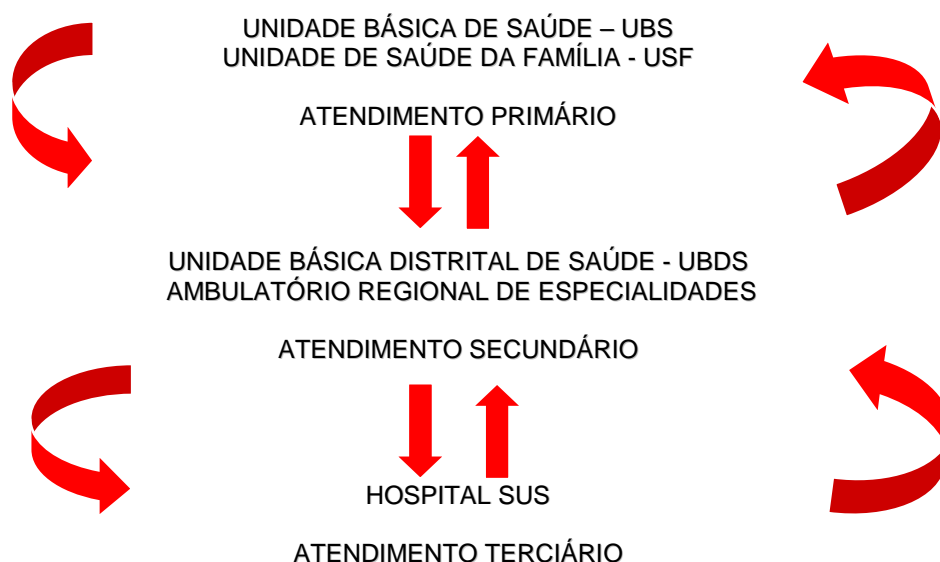 UNIDADE BÁSICA DE SAÚDE – UBS
UNIDADE DE SAÚDE DA FAMÍLIA - USF
ATENDIMENTO PRIMÁRIO
UNIDADE BÁSICA DISTRITAL DE SAÚDE - UBDS
AMBULATÓRIO REGIONAL DE ESPECIALIDADES
ATENDIMENTO SECUNDÁRIO
HOSPITAL SUS
ATENDIMENTO TERCIÁRIO